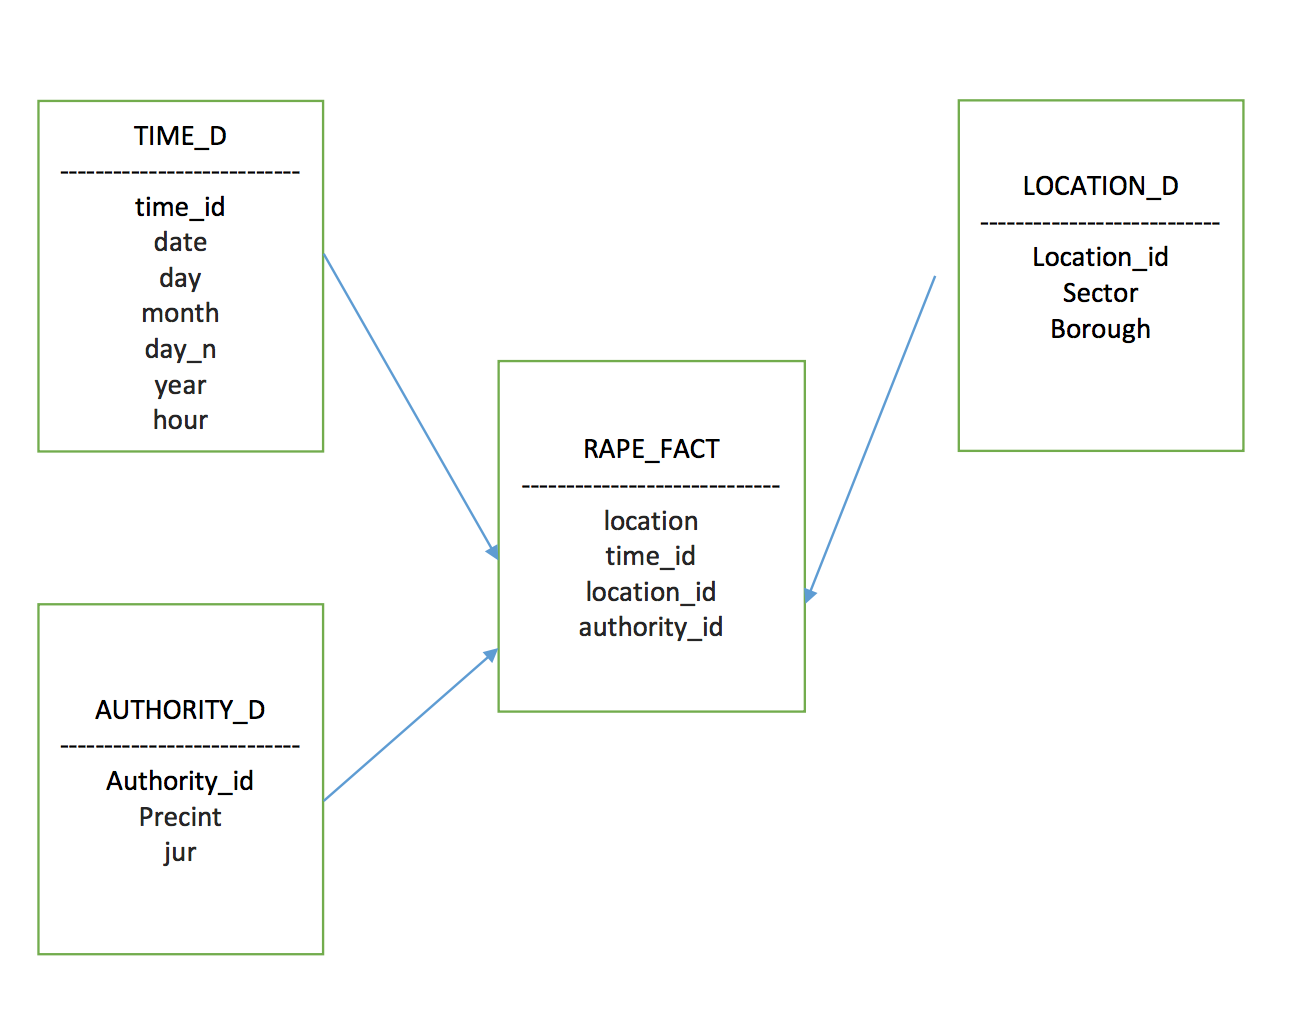 TIME_D
---------------------------
time_id
date
day
month
day_n
year
hour
LOCATION_D
---------------------------
Location_id
Sector
Borough
RAPE_FACT
-----------------------------
location
time_id
location_id
authority_id
AUTHORITY_D
---------------------------
Authority_id
Precint
jur